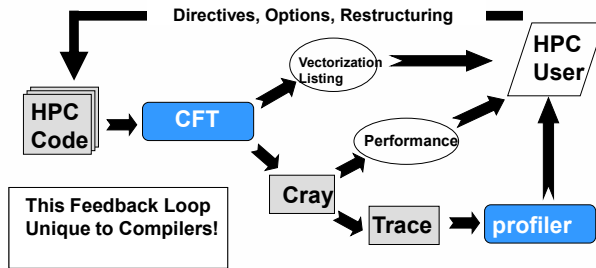 Directives, Options, Restructuring
HPC
Code
CFT
Vectorization
Listing
HPC
User
Performance
Cray
Trace
profiler
This Feedback Loop
Unique to Compilers!